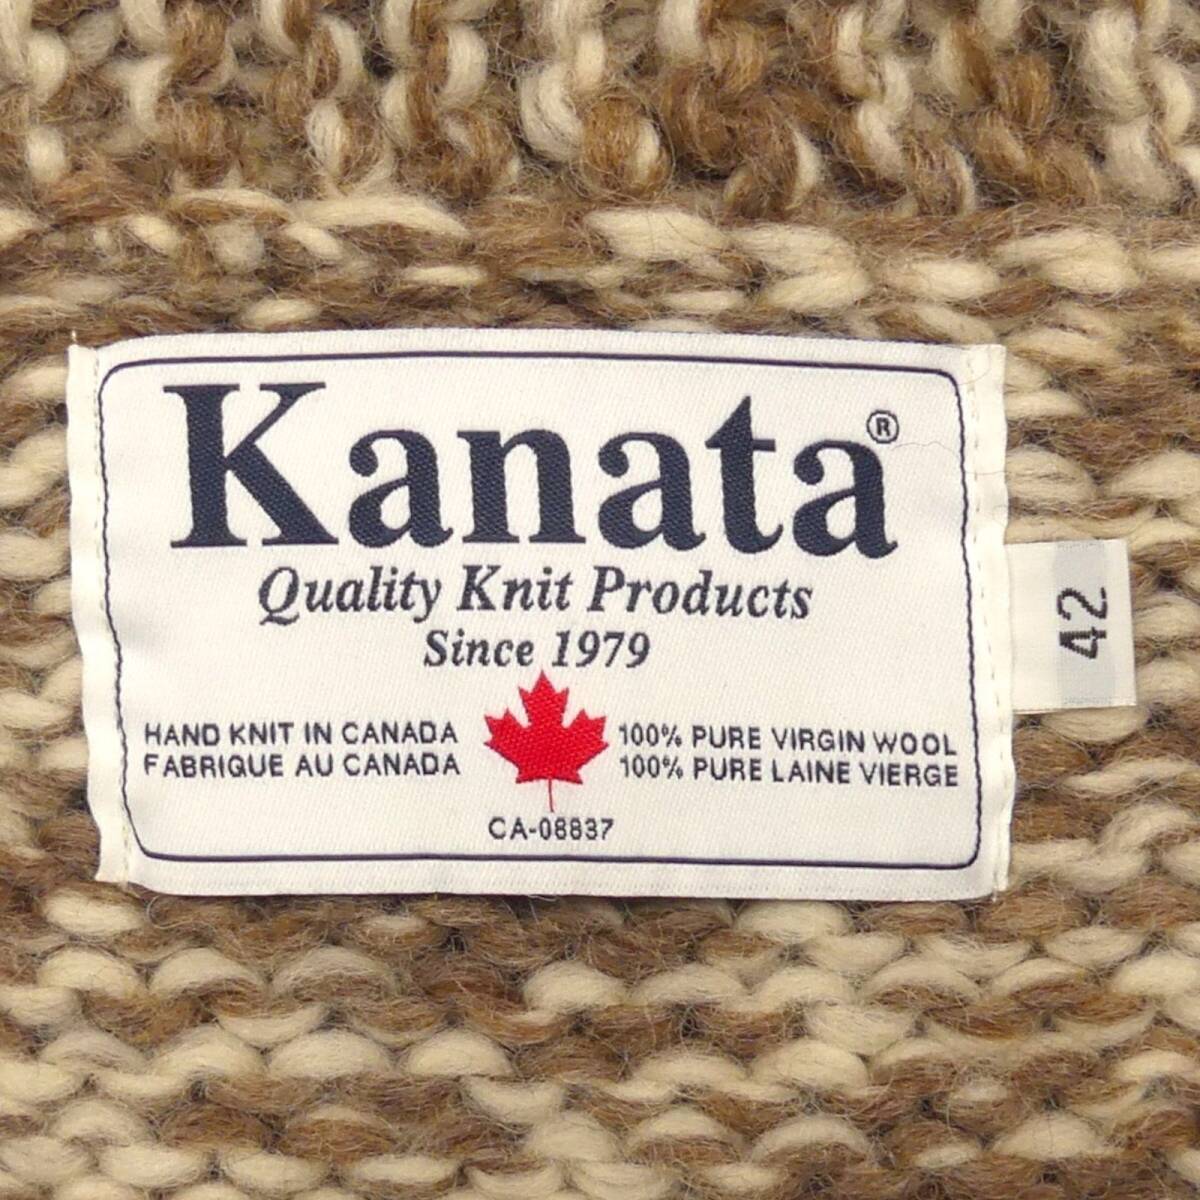 Kanata®
Quality Knit Products
Since 1979
HAND KNIT IN CANADA
FABRIQUE AU CANADA
100% PURE VIRGIN WOOL
100% PURE LAINE VIERGE
CA-08837
42